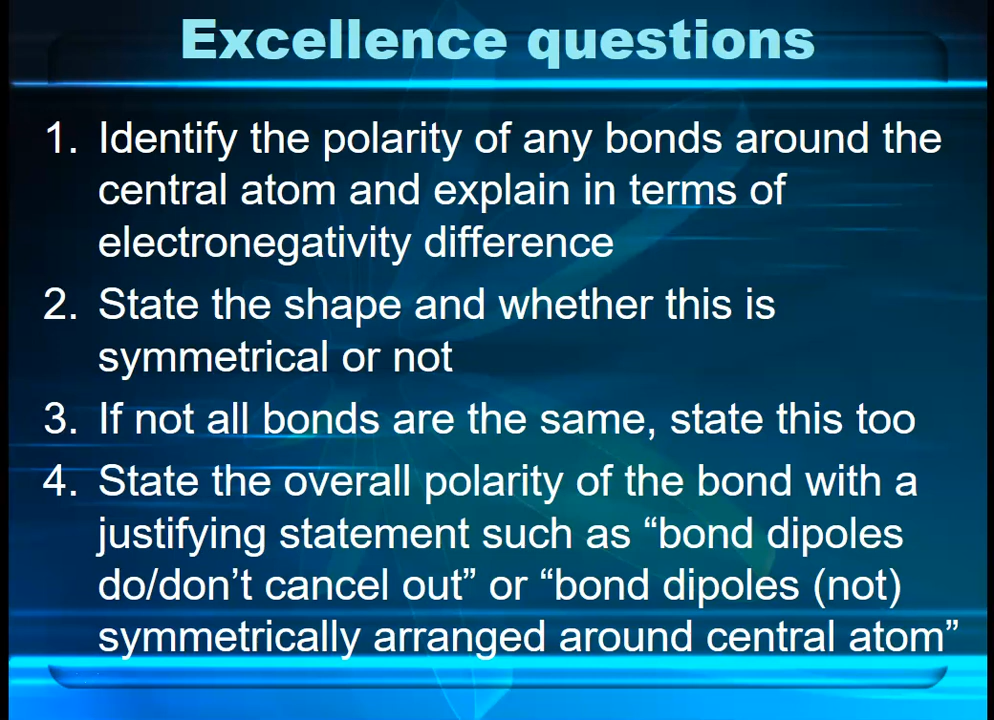 Excellence questions
1. Identify the polarity of any bonds around the
central atom and explain in terms of
electronegativity difference
2. State the shape and whether this is
symmetrical or not
3. If not all bonds are the same, state this too
4. State the overall polarity of the bond with a
justifying statement such as “bond dipoles
do/don’t cancel out” or “bond dipoles (not)
symmetrically arranged around central atom”